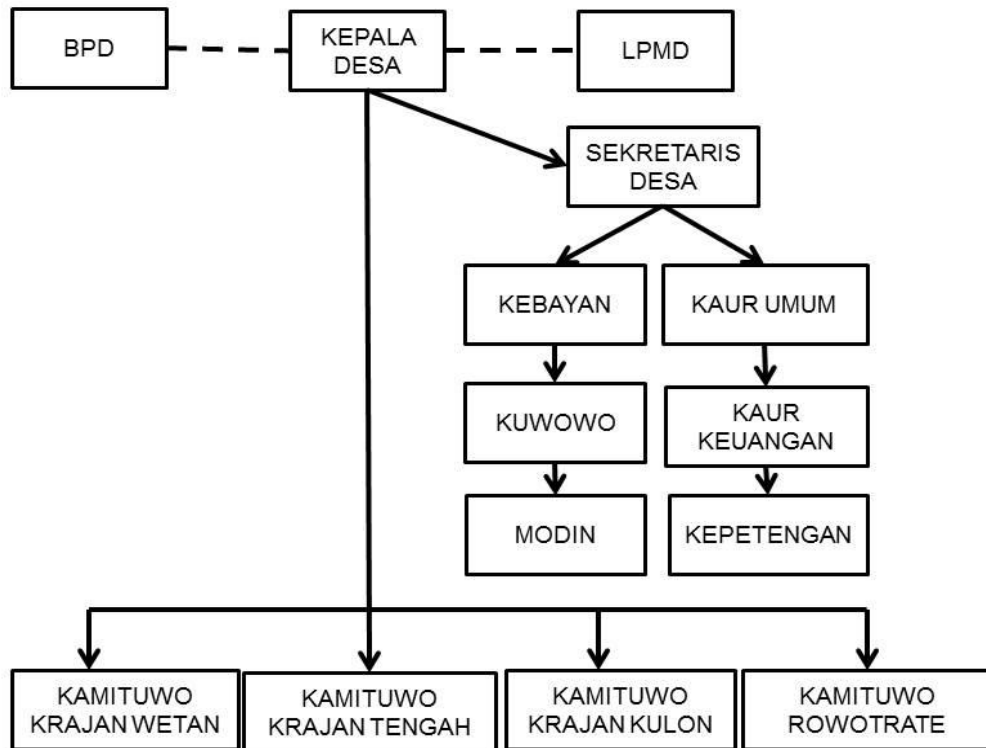 BPD
KEPALA
DESA
LPMD
SEKRETARIS
DESA
KEBAYAN
KAUR UMUM
KUWOWO
KAUR
KEUANGAN
MODIN
KEPETENGAN
KAMITUWO
KRAJAN WETAN
KAMITUWO
KRAJAN TENGAH
KAMITUWO
KRAJAN KULON
KAMITUWO
ROWOTRATE